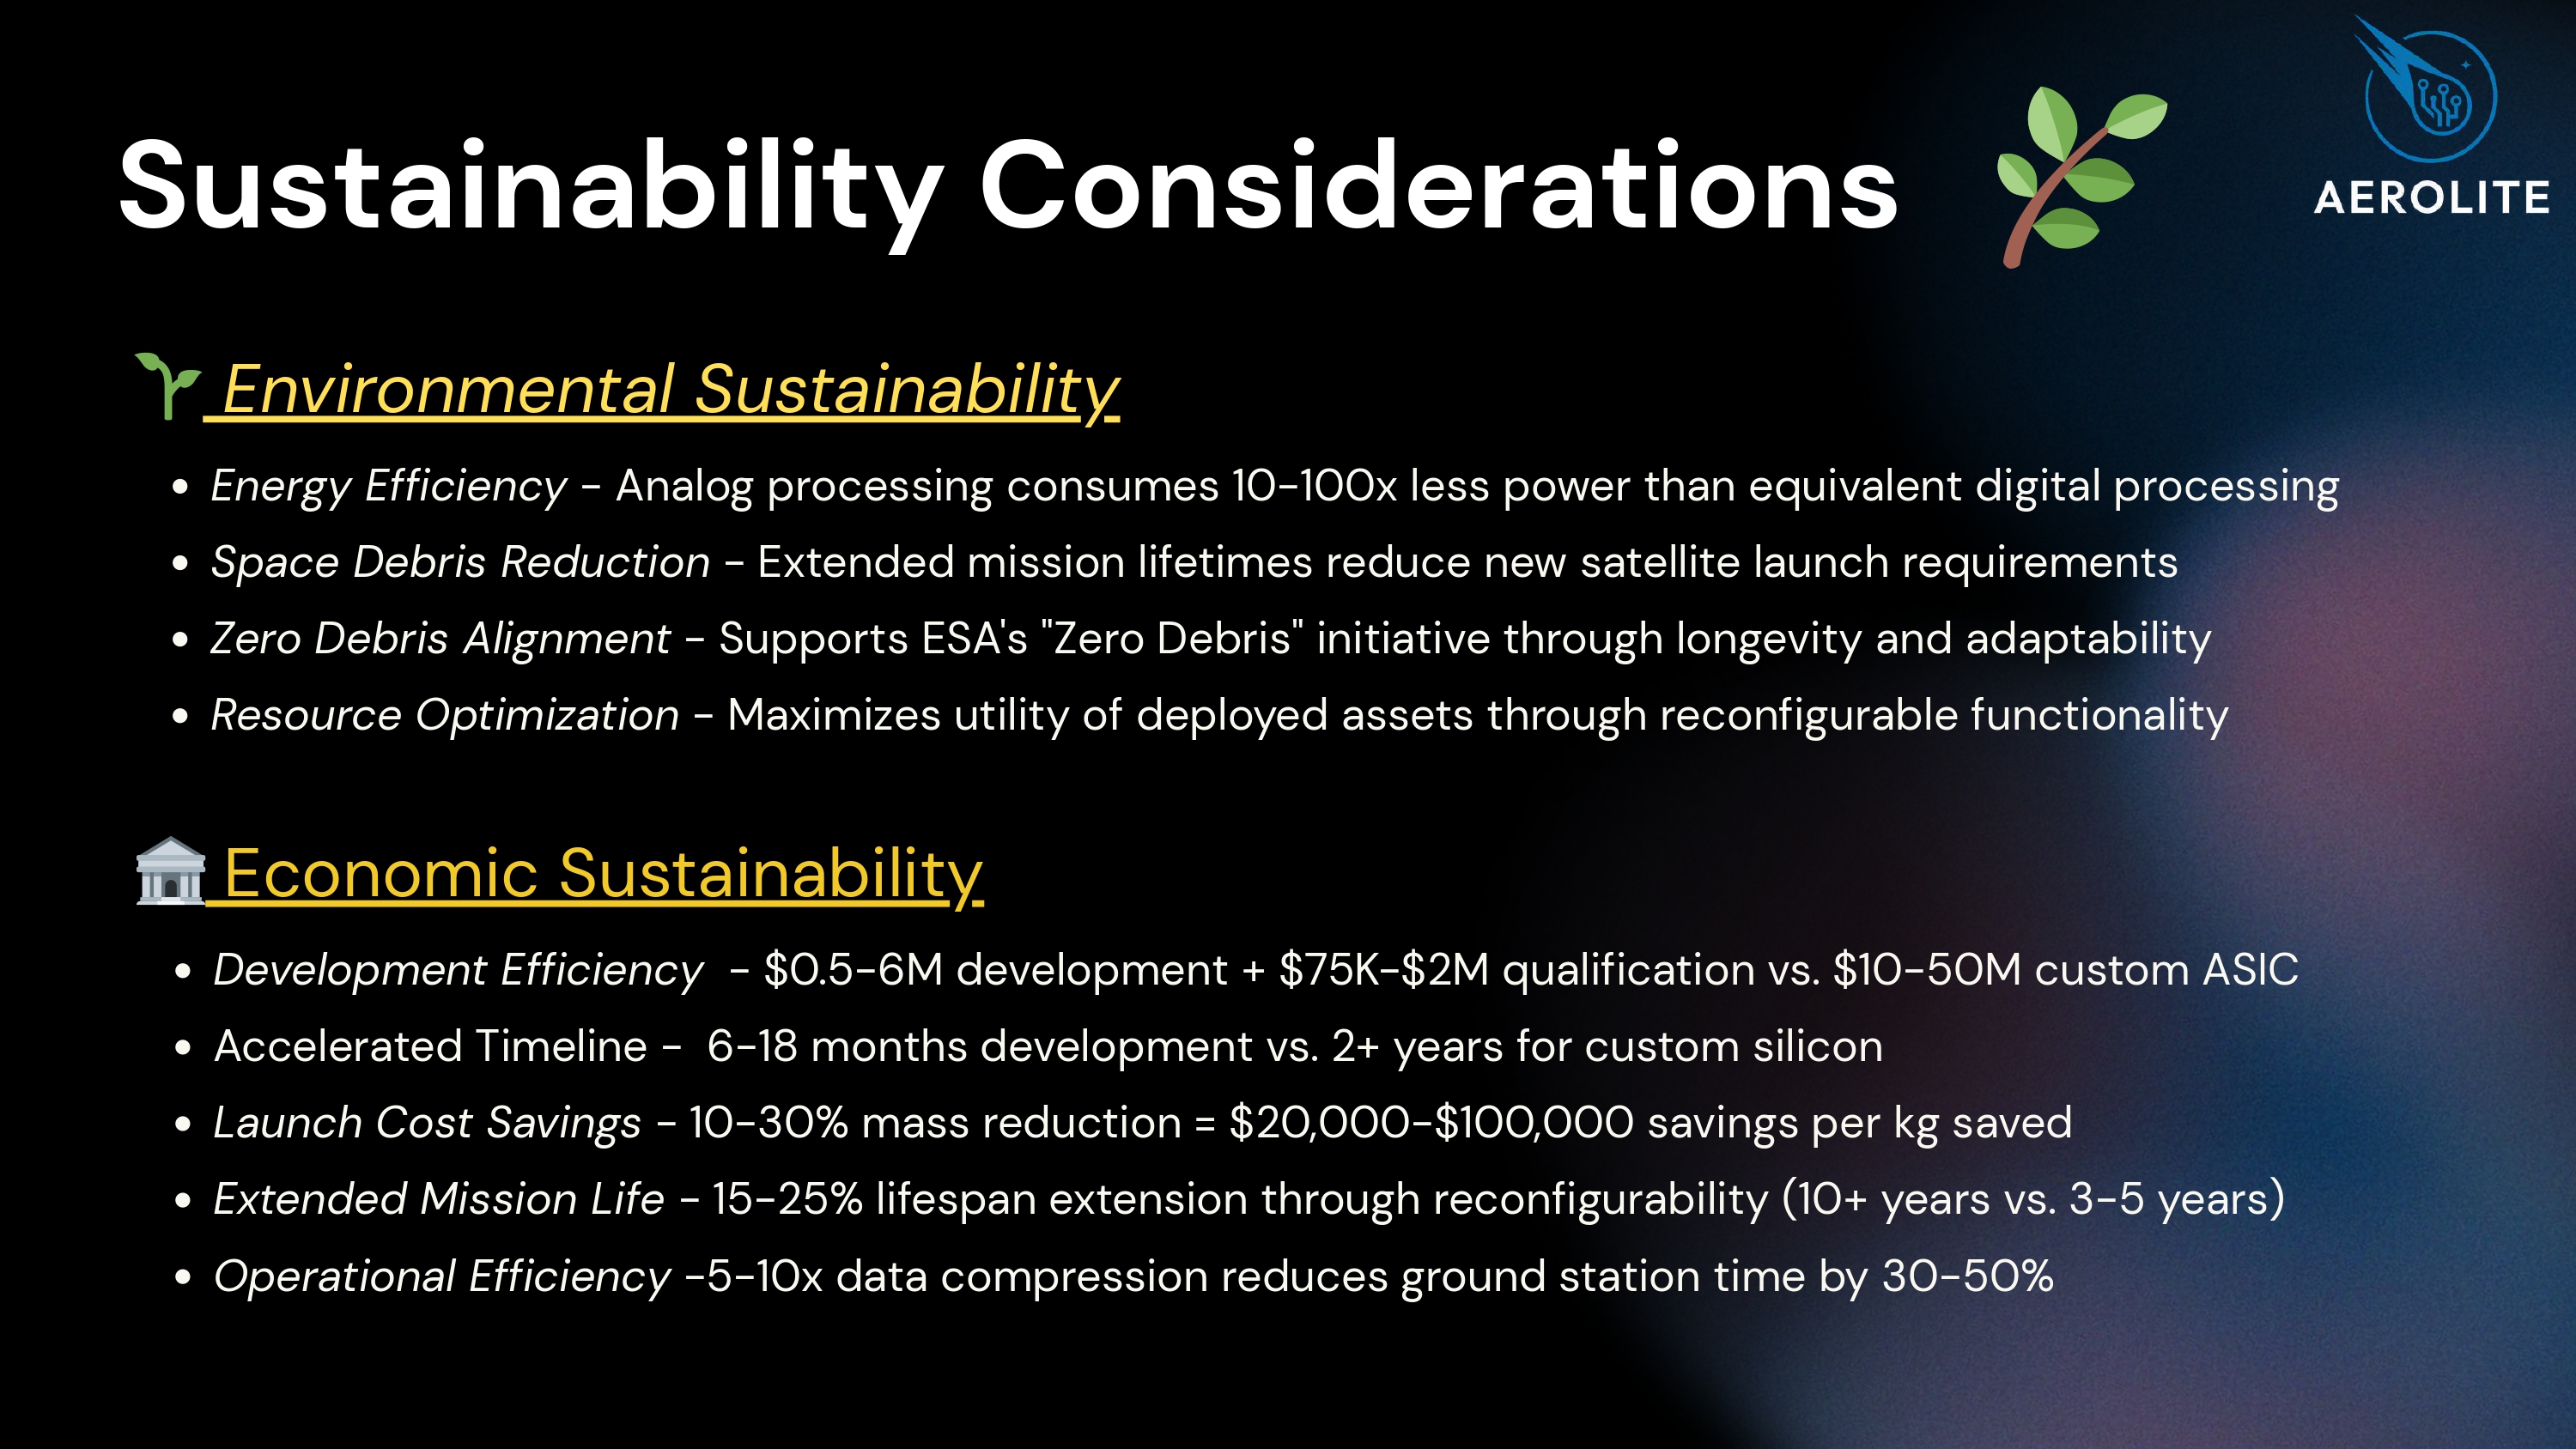 AEROLITE
Sustainability Considerations
Environmental Sustainability
• Energy Efficiency - Analog processing consumes 10-100x less power than equivalent digital processing
• Space Debris Reduction - Extended mission lifetimes reduce new satellite launch requirements
• Zero Debris Alignment - Supports ESA's "Zero Debris" initiative through longevity and adaptability
• Resource Optimization - Maximizes utility of deployed assets through reconfigurable functionality
Economic Sustainability
• Development Efficiency  - $0.5-6M development + $75K-$2M qualification vs. $10-50M custom ASIC
• Accelerated Timeline -  6-18 months development vs. 2+ years for custom silicon
• Launch Cost Savings - 10-30% mass reduction = $20,000-$100,000 savings per kg saved
• Extended Mission Life - 15-25% lifespan extension through reconfigurability (10+ years vs. 3-5 years)
• Operational Efficiency -5-10x data compression reduces ground station time by 30-50%